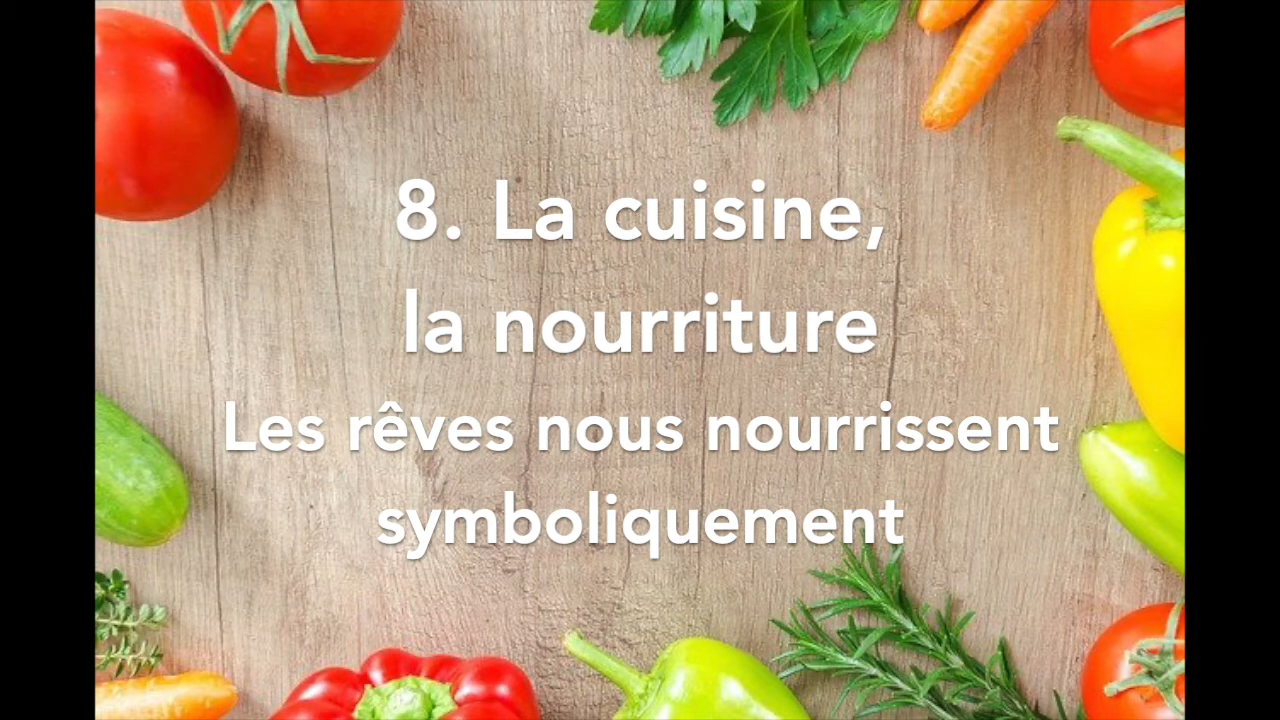 8. La cuisine,
la nourriture
Les rêves nous nourrissent
symboliquement